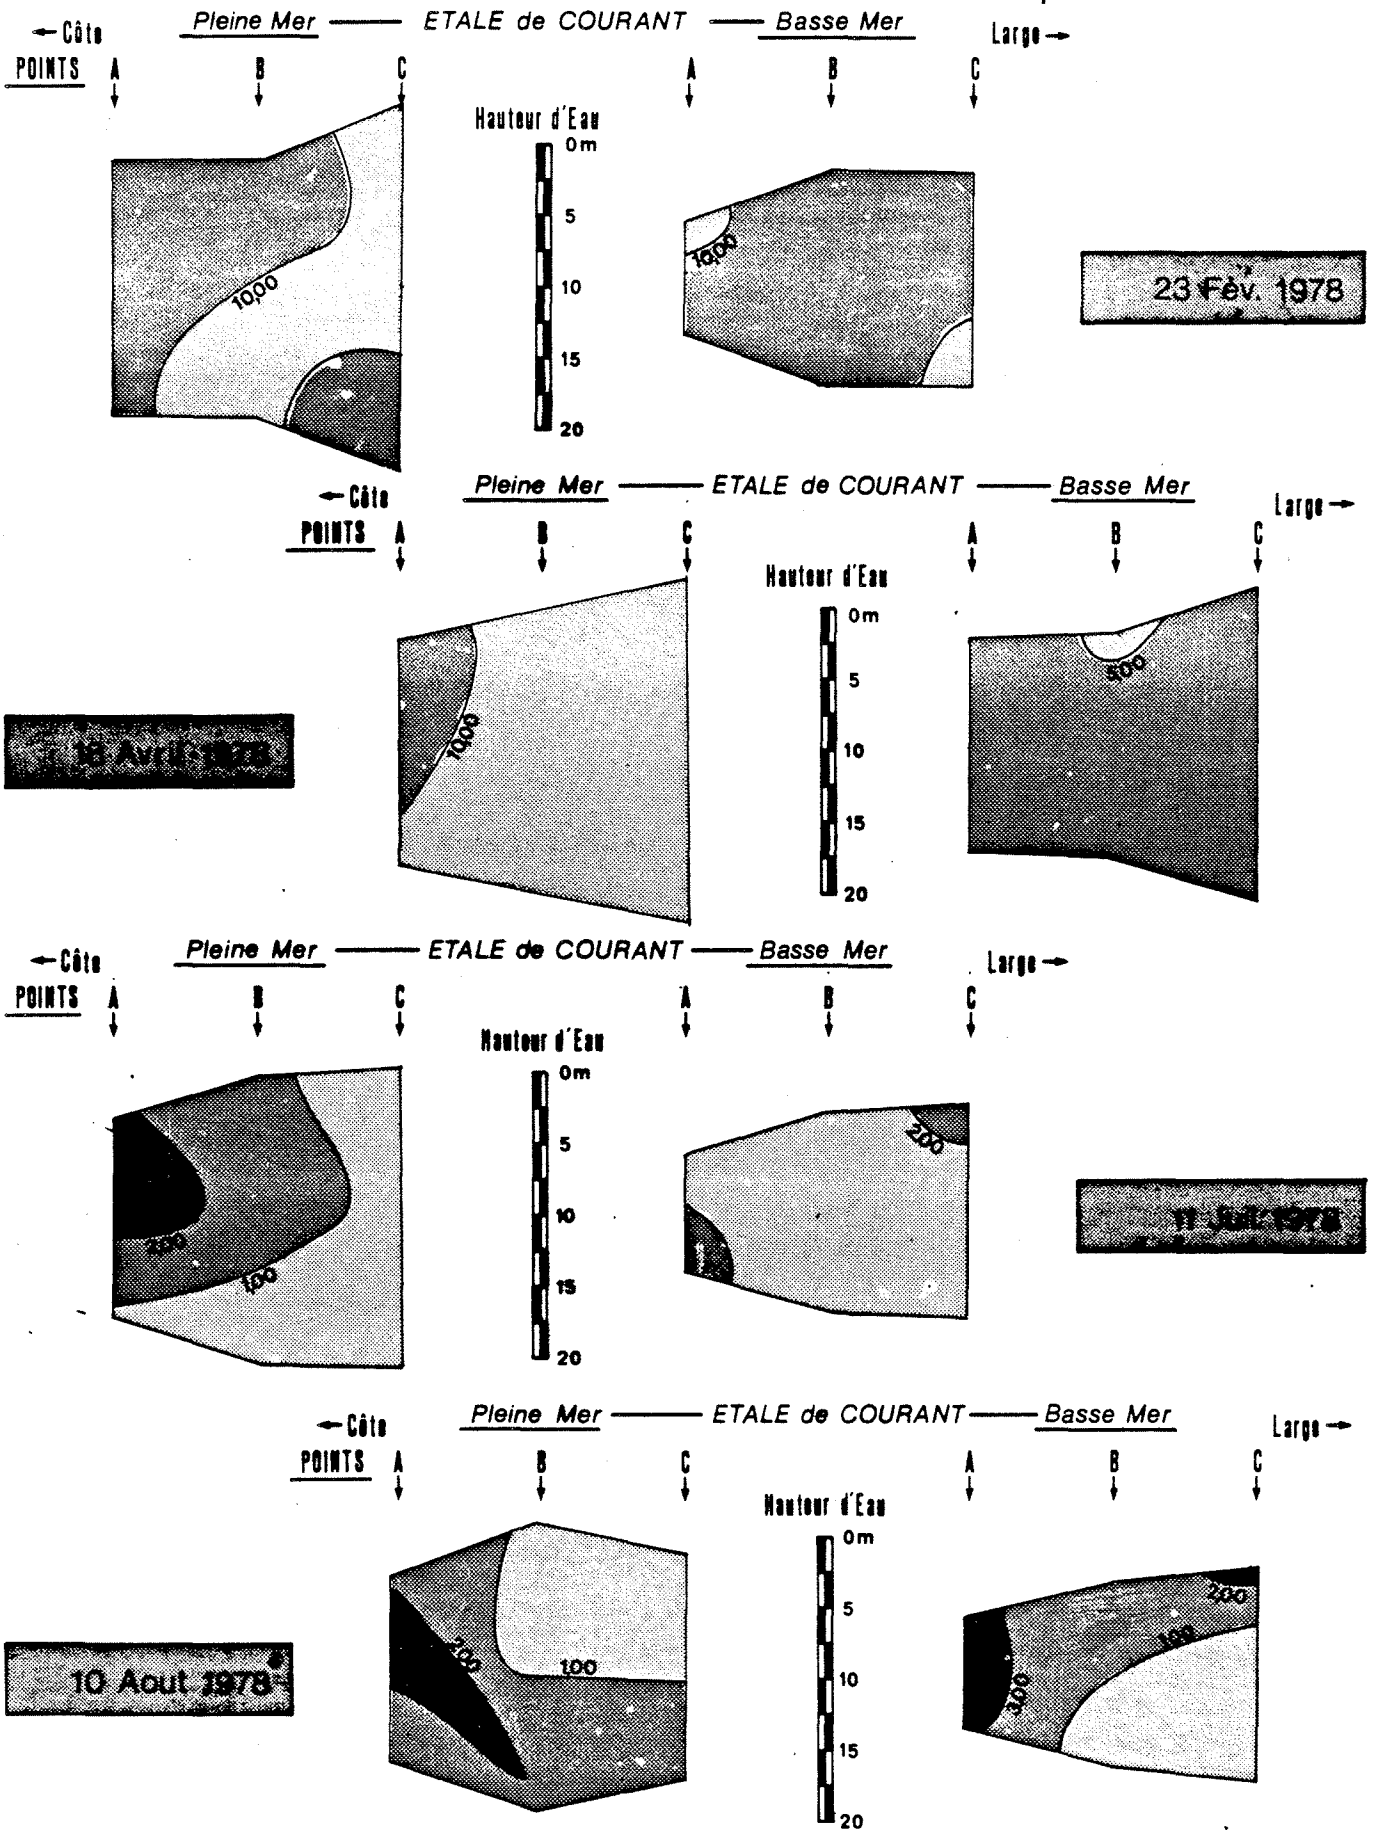 Pleine Mer — ETALE de COURANT — Basse Mer
←Côte Large→
POINTS A B C A B C
Hauteur d'Eau
0m
5
10,00
10
10,00
23 Fév. 1978
15
20
Pleine Mer — ETALE de COURANT — Basse Mer
←Côte Large→
POINTS A B C A B C
Hauteur d'Eau
0m
5,00
5
10,00
10
Avril 1978
15
20
Pleine Mer — ETALE de COURANT — Basse Mer
←Côte Large→
POINTS A B C A B C
Hauteur d'Eau
0m
5
2,00
10
2,00
1,00
11 Juil. 1978
15
20
Pleine Mer — ETALE de COURANT — Basse Mer
←Côte Large→
POINTS A B C A B C
Hauteur d'Eau
0m
5
2,00
2,00
1,00
1,00
10
3,00
10 Aout 1978
15
20